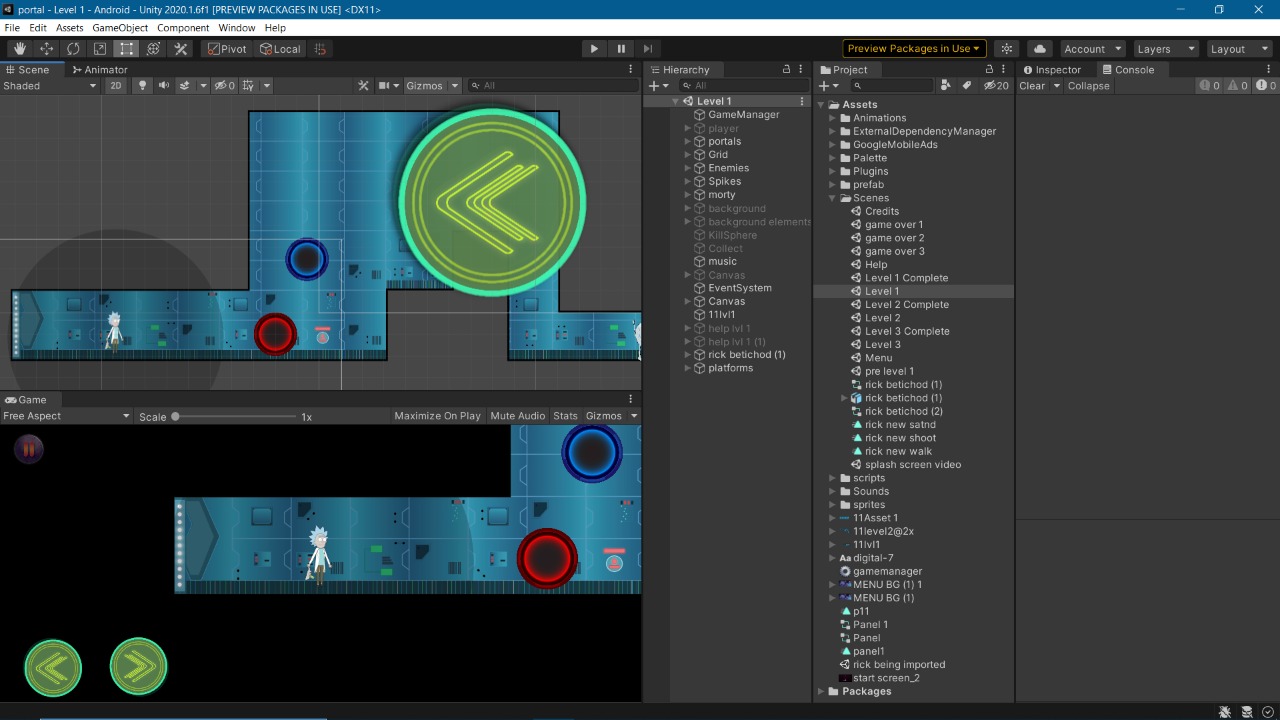 portal - Level 1 - Android - Unity 2020.1.6f1 [PREVIEW PACKAGES IN USE] <DX11>
File Edit Assets GameObject Component Window Help
Pivot Local Preview Packages in Use Account Layers Layout
Scene Animator
Shaded 2D 0 Gizmos All
Game
Free Aspect Scale 1x Maximize On Play Mute Audio Stats Gizmos
Hierarchy
All
Level 1
GameManager
player
portals
Grid
Enemies
Spikes
morty
background
background elements
KillSphere
Collect
music
Canvas
EventSystem
Canvas
11lvl1
help lvl 1
help lvl 1 (1)
rick betichod (1)
platforms
Project
20
Assets
Animations
ExternalDependencyManager
GoogleMobileAds
Palette
Plugins
prefab
Scenes
Credits
game over 1
game over 2
game over 3
Help
Level 1 Complete
Level 1
Level 2 Complete
Level 2
Level 3 Complete
Level 3
Menu
pre level 1
rick betichod (1)
rick betichod (1)
rick betichod (2)
rick new satnd
rick new shoot
rick new walk
splash screen video
scripts
Sounds
sprites
11Asset 1
11level2@2x
11lvl1
Aa digital-7
gamemanager
MENU BG (1) 1
MENU BG (1)
p11
Panel 1
Panel
panel1
rick being imported
start screen_2
Packages
Inspector Console
Clear Collapse 0 0 0